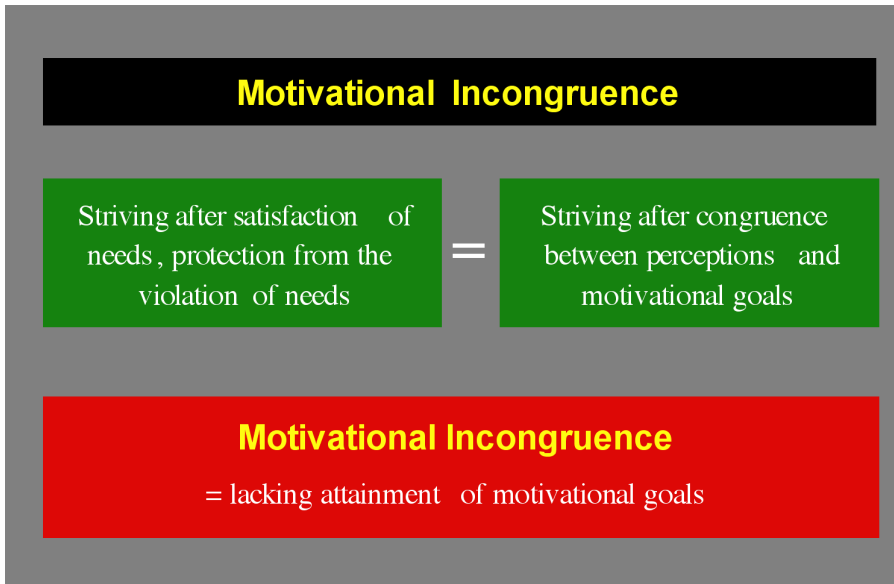 Motivational Incongruence
Striving after satisfaction of
needs, protection from the
violation of needs
=
Striving after congruence
between perceptions and
motivational goals
Motivational Incongruence
= lacking attainment of motivational goals